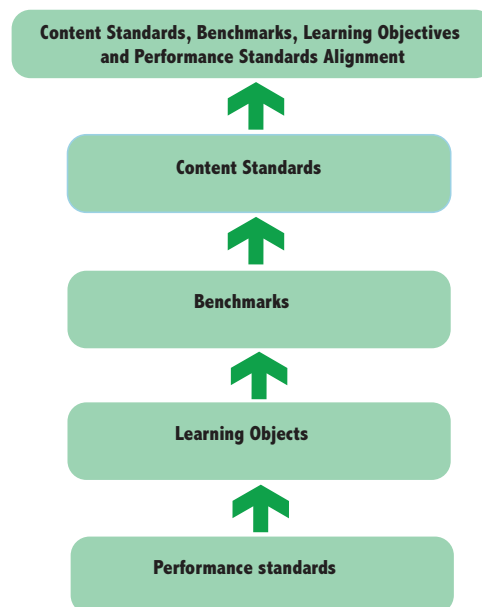 Content Standards, Benchmarks, Learning Objectives
and Performance Standards Alignment
Content Standards
Benchmarks
Learning Objects
Performance standards